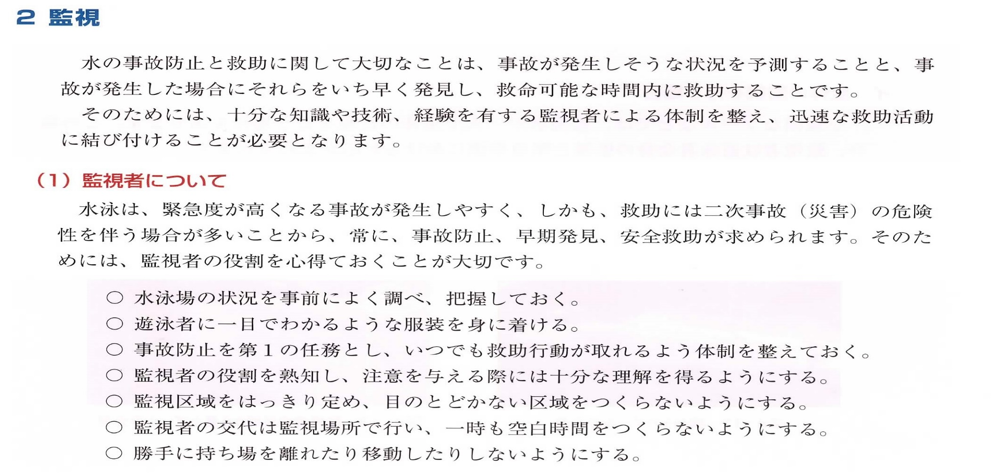 2 監視
水の事故防止と救助に関して大切なことは、事故が発生しそうな状況を予測することと、事
故が発生した場合にそれらをいち早く発見し、救命可能な時間内に救助することです。
そのためには、十分な知識や技術、経験を有する監視者による体制を整え、迅速な救助活動
に結び付けることが必要となります。
（1）監視者について
水泳は、緊急度が高くなる事故が発生しやすく、しかも、救助には二次事故（災害）の危険
性を伴う場合が多いことから、常に、事故防止、早期発見、安全救助が求められます。そのた
めには、監視者の役割を心得ておくことが大切です。
○ 水泳場の状況を事前によく調べ、把握しておく。
○ 遊泳者に一目でわかるような服装を身に着ける。
○ 事故防止を第１の任務とし、いつでも救助行動が取れるよう体制を整えておく。
○ 監視者の役割を熟知し、注意を与える際には十分な理解を得るようにする。
○ 監視区域をはっきり定め、目のとどかない区域をつくらないようにする。
○ 監視者の交代は監視場所で行い、一時も空白時間をつくらないようにする。
○ 勝手に持ち場を離れたり移動したりしないようにする。